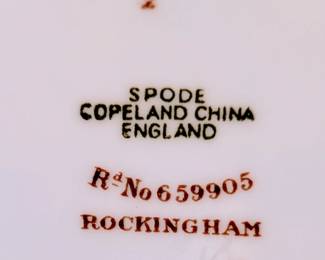 SPODE
COPELAND CHINA
ENGLAND
Rd No 659905
ROCKINGHAM